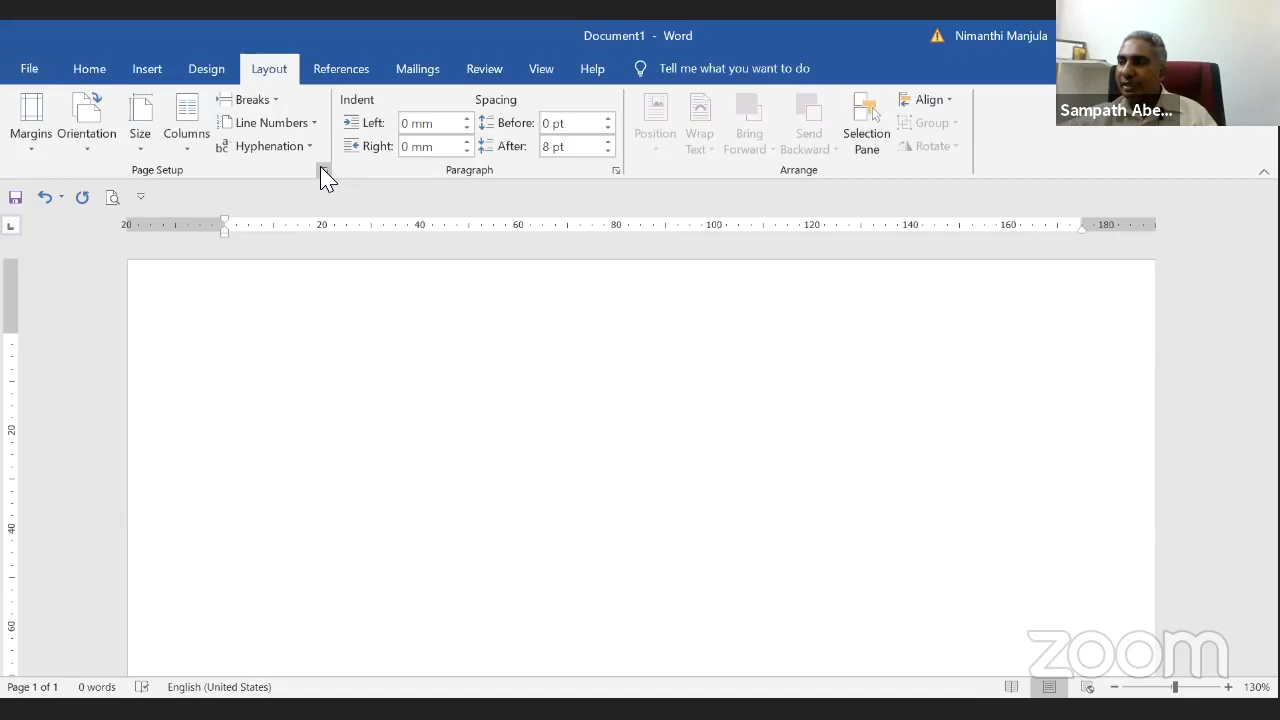 Document1 - Word
Nimanthi Manjula
File Home Insert Design Layout References Mailings Review View Help Tell me what you want to do
Sampath Abe...
Margins Orientation Size Columns
Breaks
Line Numbers
Hyphenation
Page Setup
Indent Spacing
Left: 0 mm Before: 0 pt
Right: 0 mm After: 8 pt
Paragraph
Position Wrap Text Bring Forward Send Backward Selection Pane
Align
Group
Rotate
Arrange
20 20 40 60 80 100 120 140 160 180
20
40
60
zoom
Page 1 of 1 0 words English (United States) 130%